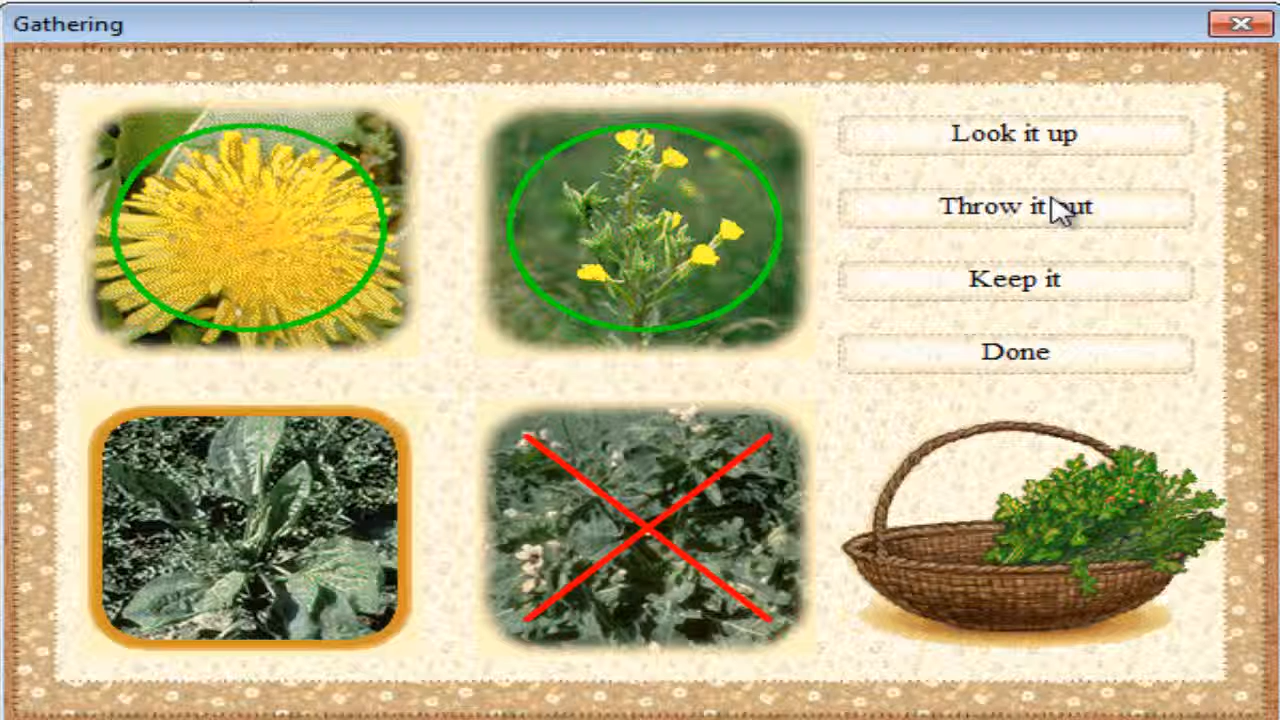 Gathering
Look it up
Throw it out
Keep it
Done